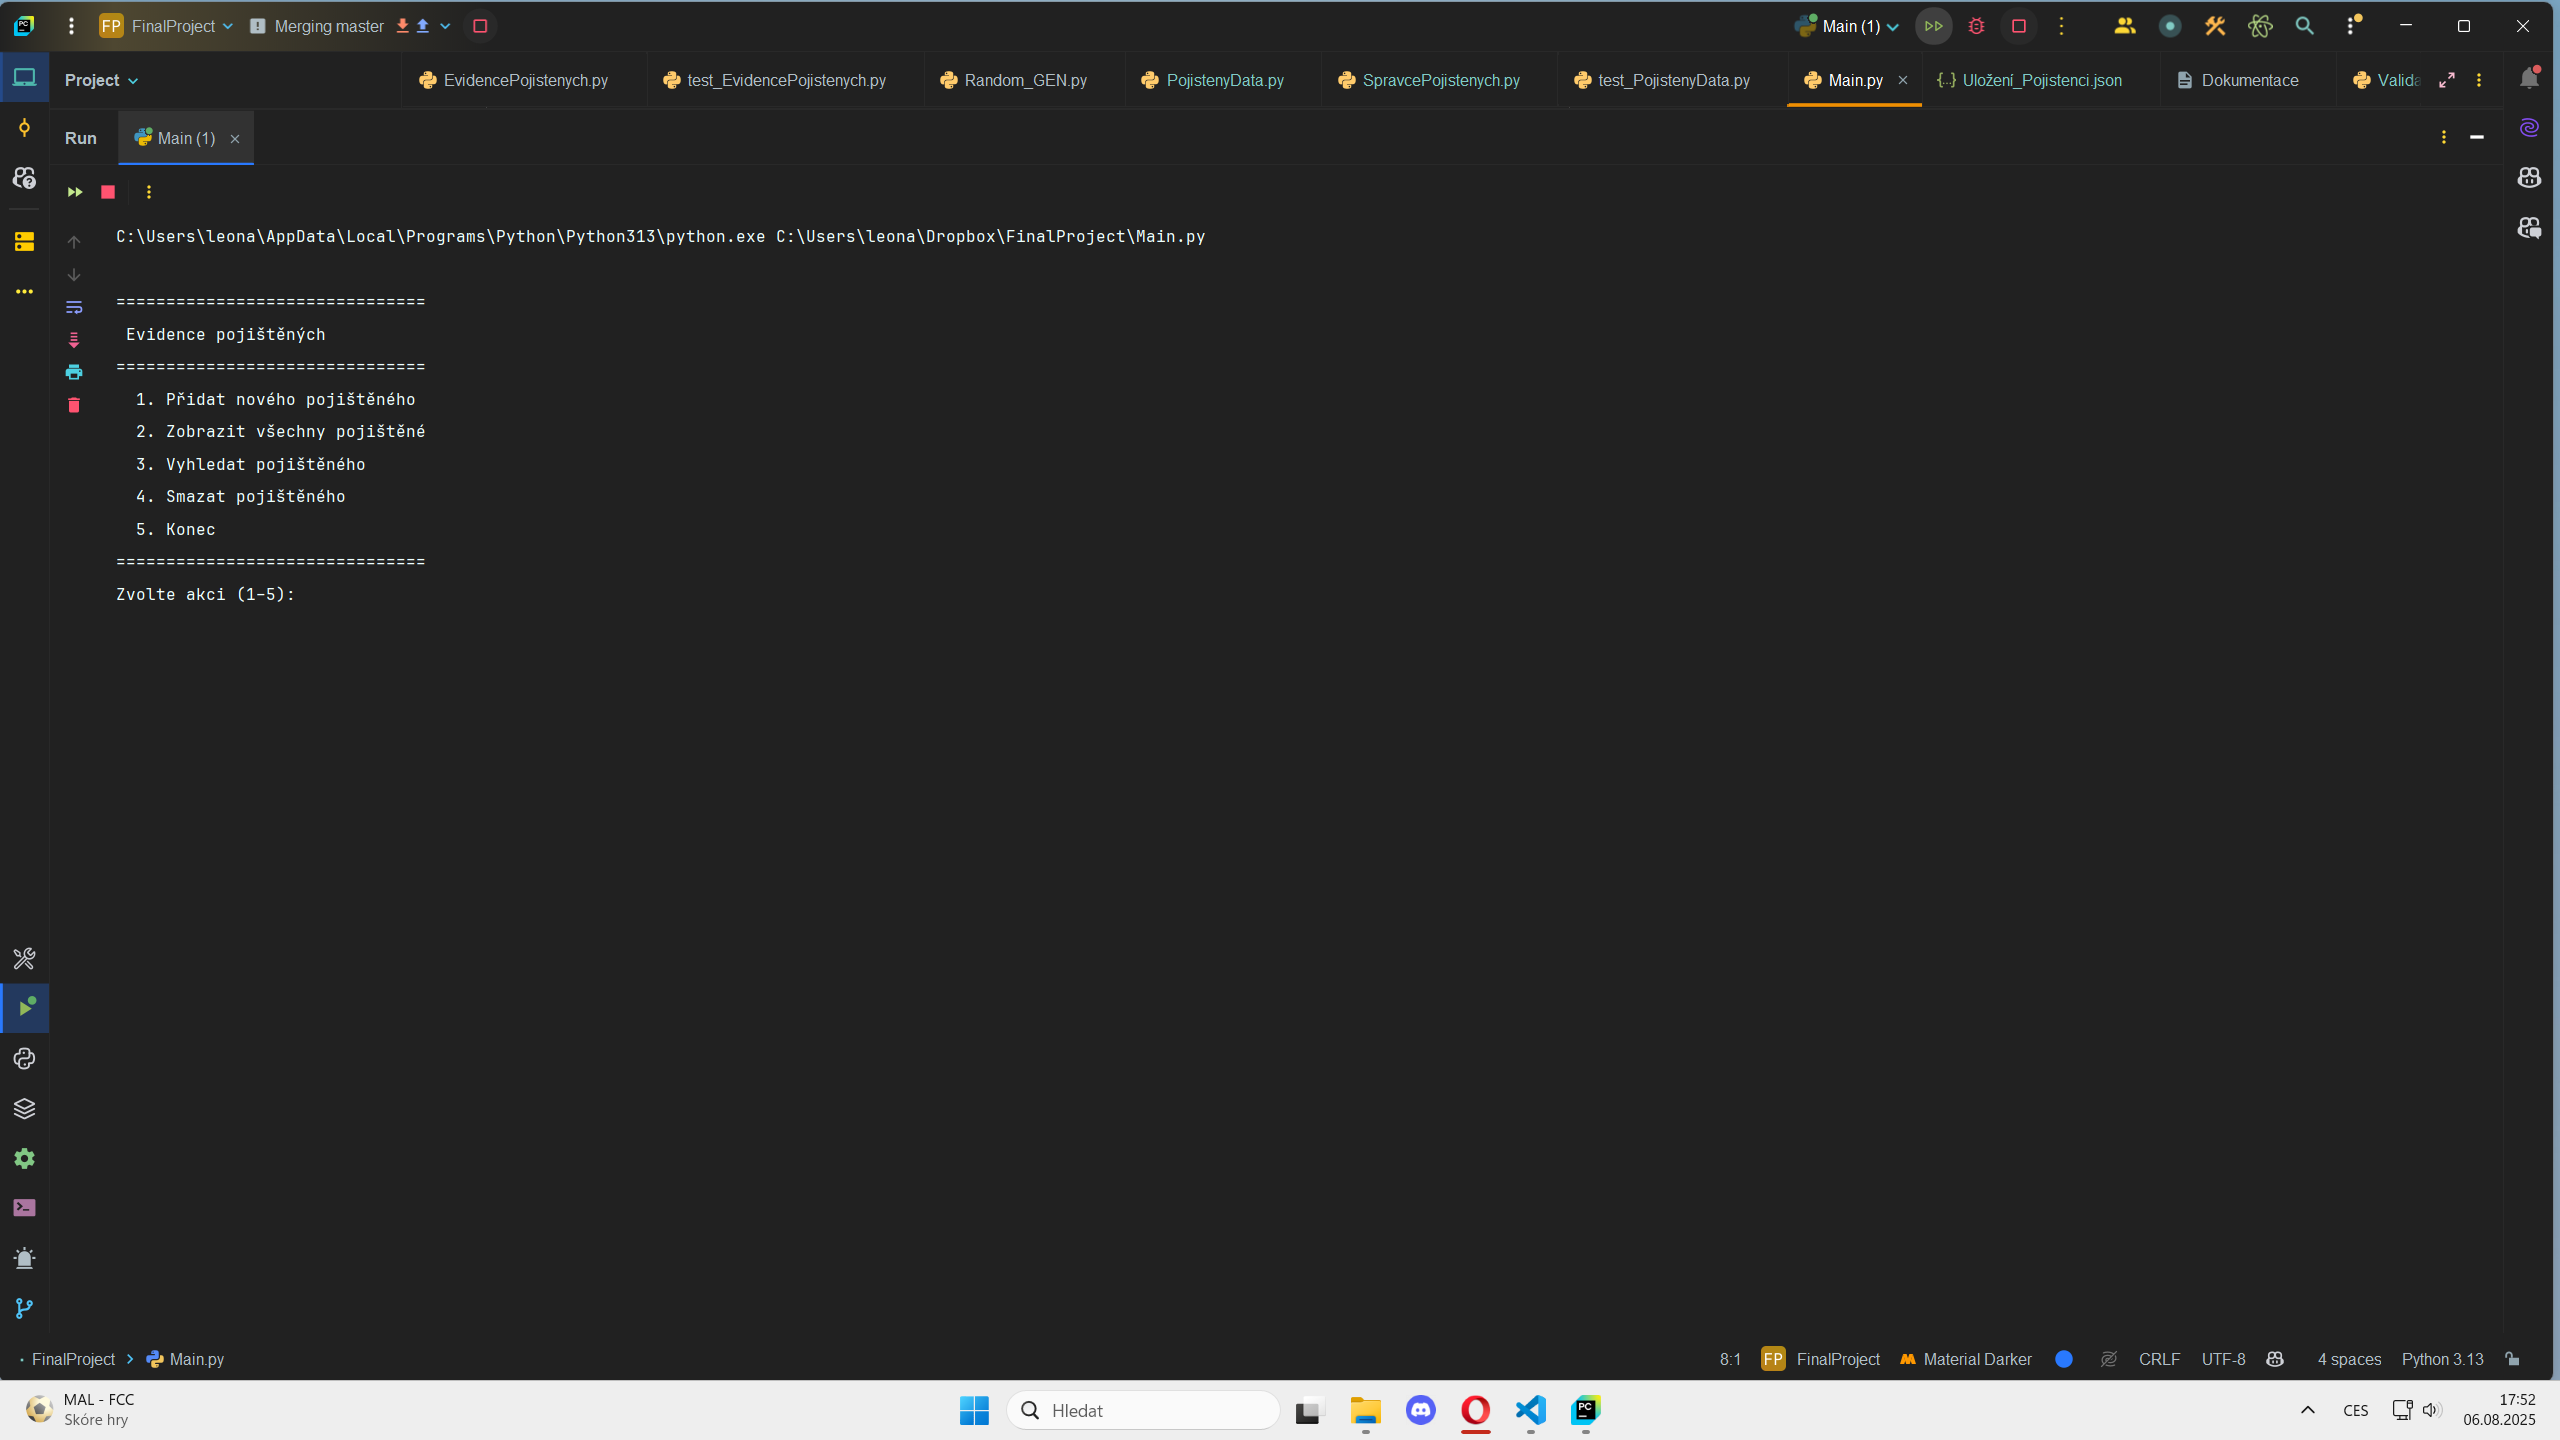 FP FinalProject Merging master Main (1)
Project EvidencePojistenych.py test_EvidencePojistenych.py Random_GEN.py PojistenyData.py SpravcePojistenych.py test_PojistenyData.py Main.py Uložení_Pojistenci.json Dokumentace Valida
Run Main (1)
C:\Users\leona\AppData\Local\Programs\Python\Python313\python.exe C:\Users\leona\Dropbox\FinalProject\Main.py
===============================
Evidence pojištěných
===============================
1. Přidat nového pojištěného
2. Zobrazit všechny pojištěné
3. Vyhledat pojištěného
4. Smazat pojištěného
5. Konec
===============================
Zvolte akci (1-5):
FinalProject > Main.py 8:1 FP FinalProject Material Darker CRLF UTF-8 4 spaces Python 3.13
MAL - FCC
Skóre hry
Hledat
CES
17:52
06.08.2025